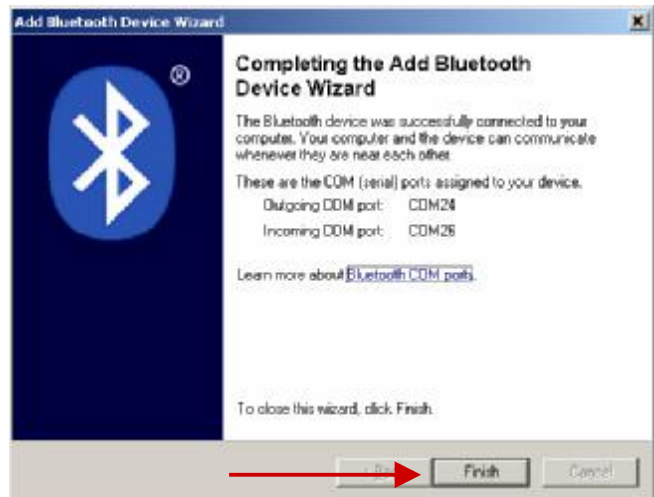 Add Bluetooth Device Wizard
®
Completing the Add Bluetooth
Device Wizard
The Bluetooth device was successfully connected to your
computer. Your computer and the device can communicate
whenever they are near each other.
These are the COM (serial) ports assigned to your device.
Outgoing COM port: COM24
Incoming COM port: COM26
Learn more about Bluetooth COM ports.
To close this wizard, click Finish.
Finish Cancel